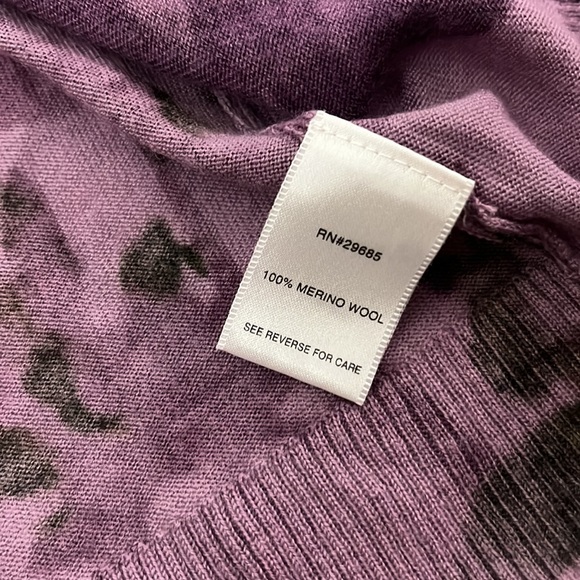 RN#29685
100% MERINO WOOL
SEE REVERSE FOR CARE